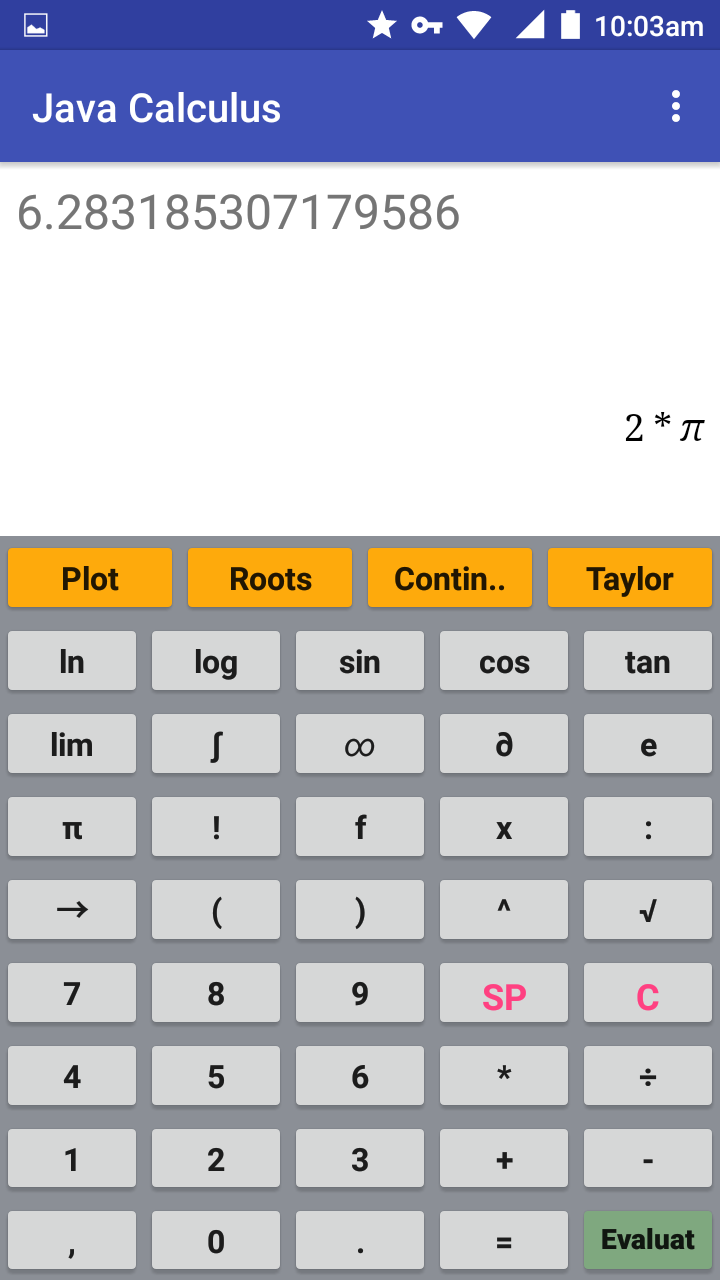 10:03am
Java Calculus
6.283185307179586
2 * π
Plot Roots Contin.. Taylor
ln log sin cos tan
lim ∫ ∞ ∂ e
π ! f x :
→ ( ) ^ √
7 8 9 SP C
4 5 6 * ÷
1 2 3 + -
, 0 . = Evaluat